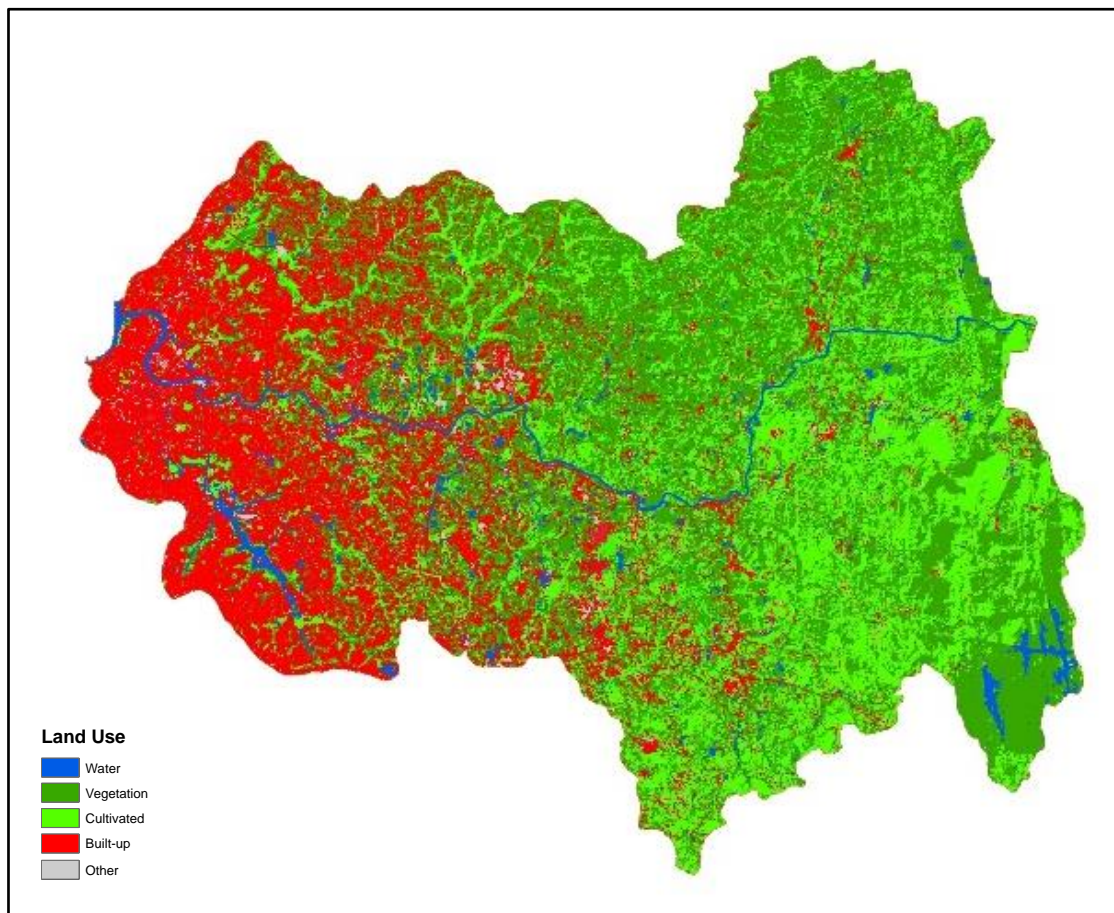 Land Use
Water
Vegetation
Cultivated
Built-up
Other